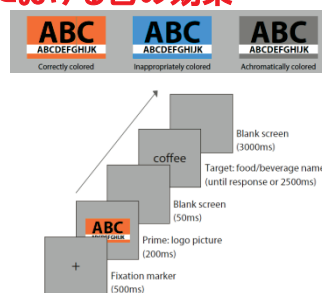 における色の効果
ABC
ABCDEFGHIJK
Correctly colored
ABC
ABCDEFGHIJK
Inappropriately colored
ABC
ABCDEFGHIJK
Achromatically colored
Blank screen
(3000ms)
coffee
Target: food/beverage name
(until response or 2500ms)
Blank screen
(50ms)
ABC
ABCDEFGHIJK
Prime: logo picture
(200ms)
+
Fixation marker
(500ms)